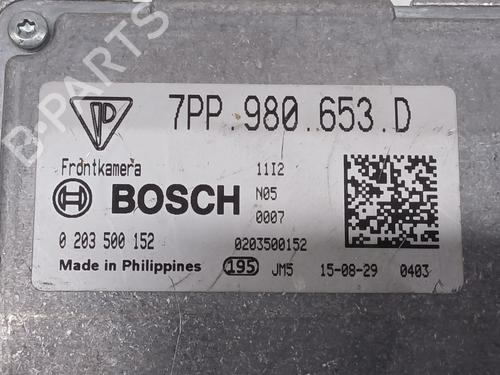 B-PARTS
7PP.980.653.D
Frontkamera 11I2
BOSCH N05
0007
0 203 500 152 0203500152
Made in Philippines 195 JM5 15-08-29 0403